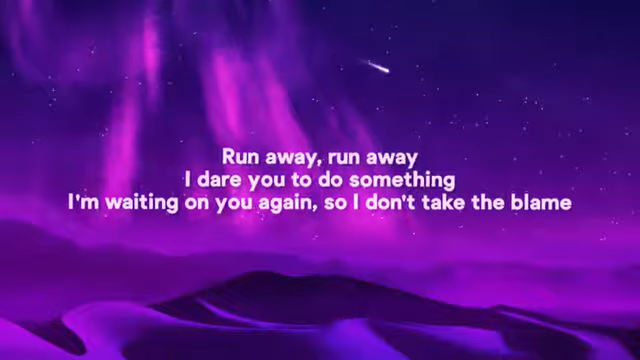 Run away, run away
I dare you to do something
I'm waiting on you again, so I don't take the blame